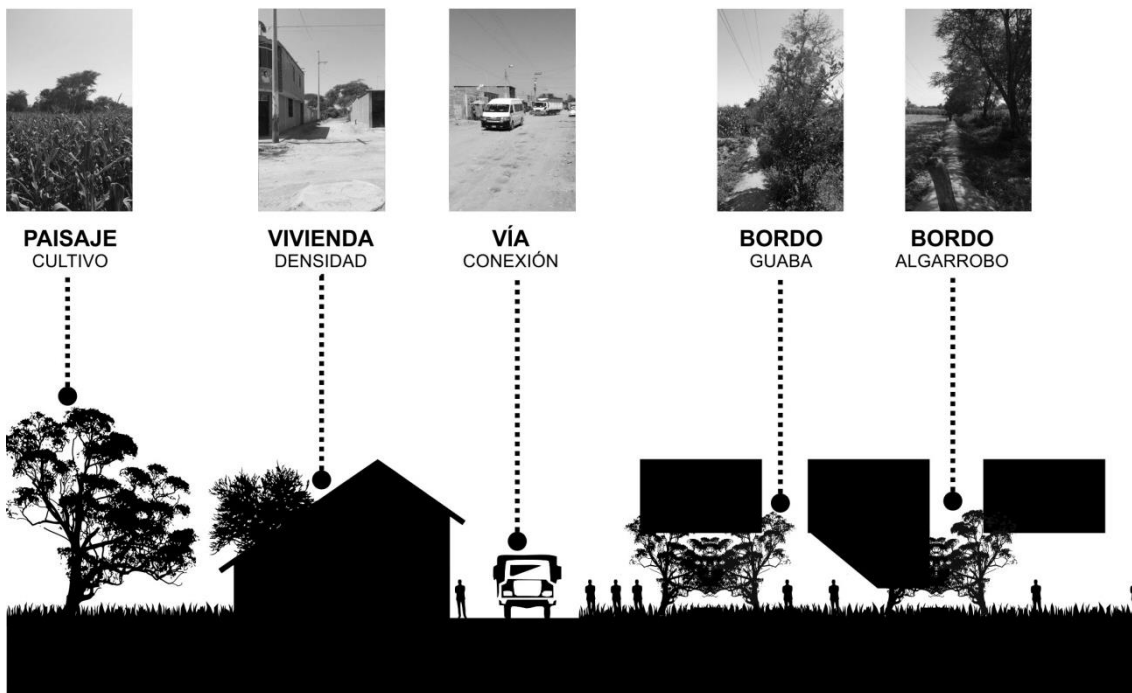 PAISAJE
CULTIVO
VIVIENDA
DENSIDAD
VÍA
CONEXIÓN
BORDO
GUABA
BORDO
ALGARROBO